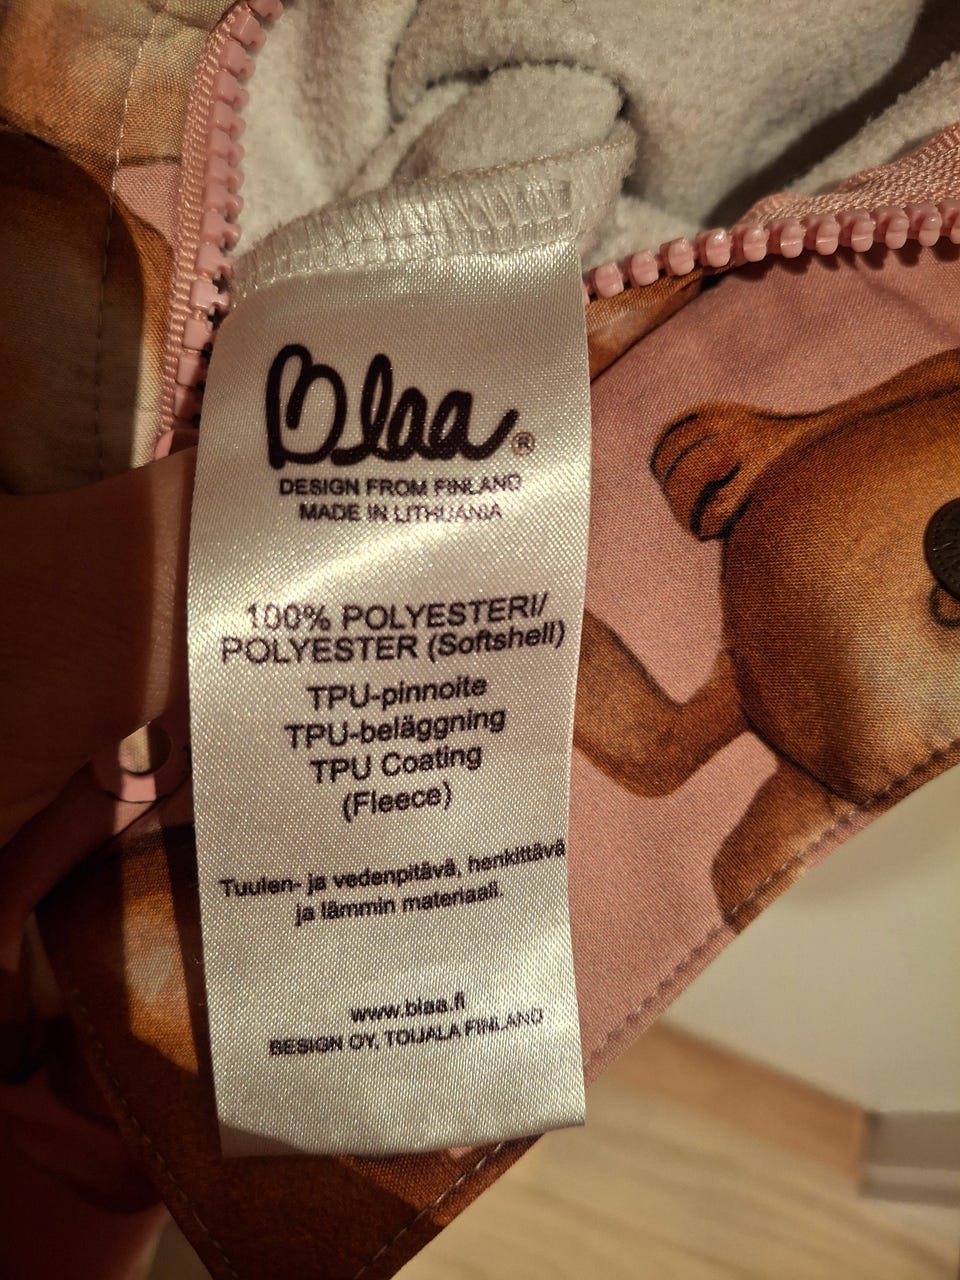 Blaa®
DESIGN FROM FINLAND
MADE IN LITHUANIA
100% POLYESTERI/
POLYESTER (Softshell)
TPU-pinnoite
TPU-beläggning
TPU Coating
(Fleece)
Tuulen- ja vedenpitävä, henkittävä
ja lämmin materiaali.
www.blaa.fi
BESIGN OY, TOIJALA FINLAND